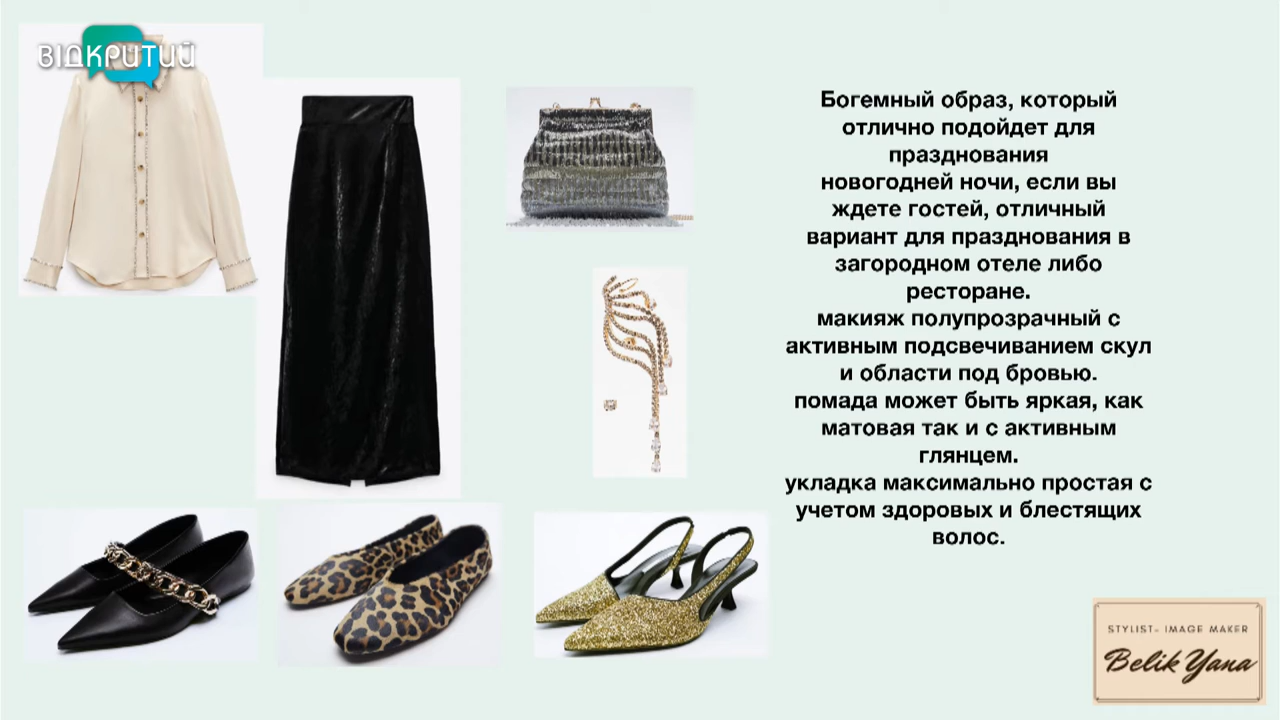 ВІДКРИТИЙ
Богемный образ, который
отлично подойдет для
празднования
новогодней ночи, если вы
ждете гостей, отличный
вариант для празднования в
загородном отеле либо
ресторане.
макияж полупрозрачный с
активным подсвечиванием скул
и области под бровью.
помада может быть яркая, как
матовая так и с активным
глянцем.
укладка максимально простая с
учетом здоровых и блестящих
волос.
STYLIST- IMAGE MAKER
Belik Yana